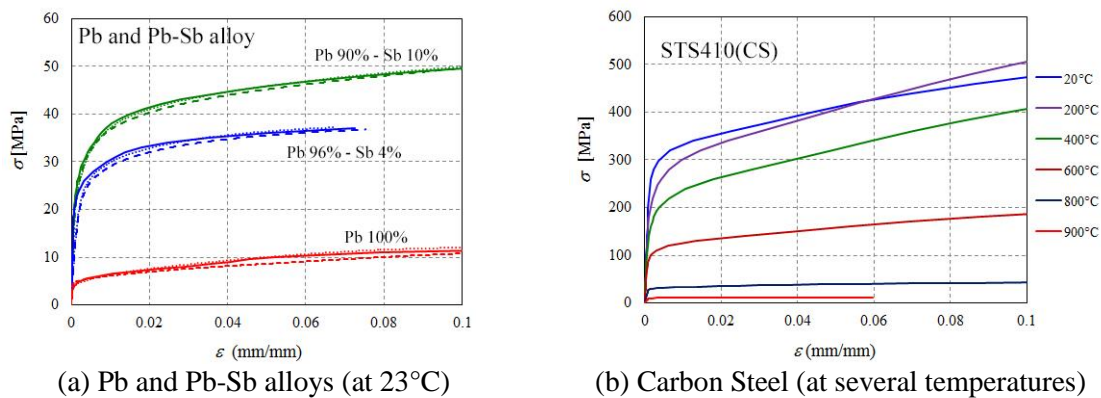 60
50
40
30
20
10
0
σ [MPa]
Pb and Pb-Sb alloy
Pb 90% - Sb 10%
Pb 96% - Sb 4%
Pb 100%
0 0.02 0.04 0.06 0.08 0.1
ε (mm/mm)
(a) Pb and Pb-Sb alloys (at 23°C)
600
500
400
300
200
100
0
σ [MPa]
STS410(CS)
20°C
200°C
400°C
600°C
800°C
900°C
0 0.02 0.04 0.06 0.08 0.1
ε(mm/mm)
(b) Carbon Steel (at several temperatures)